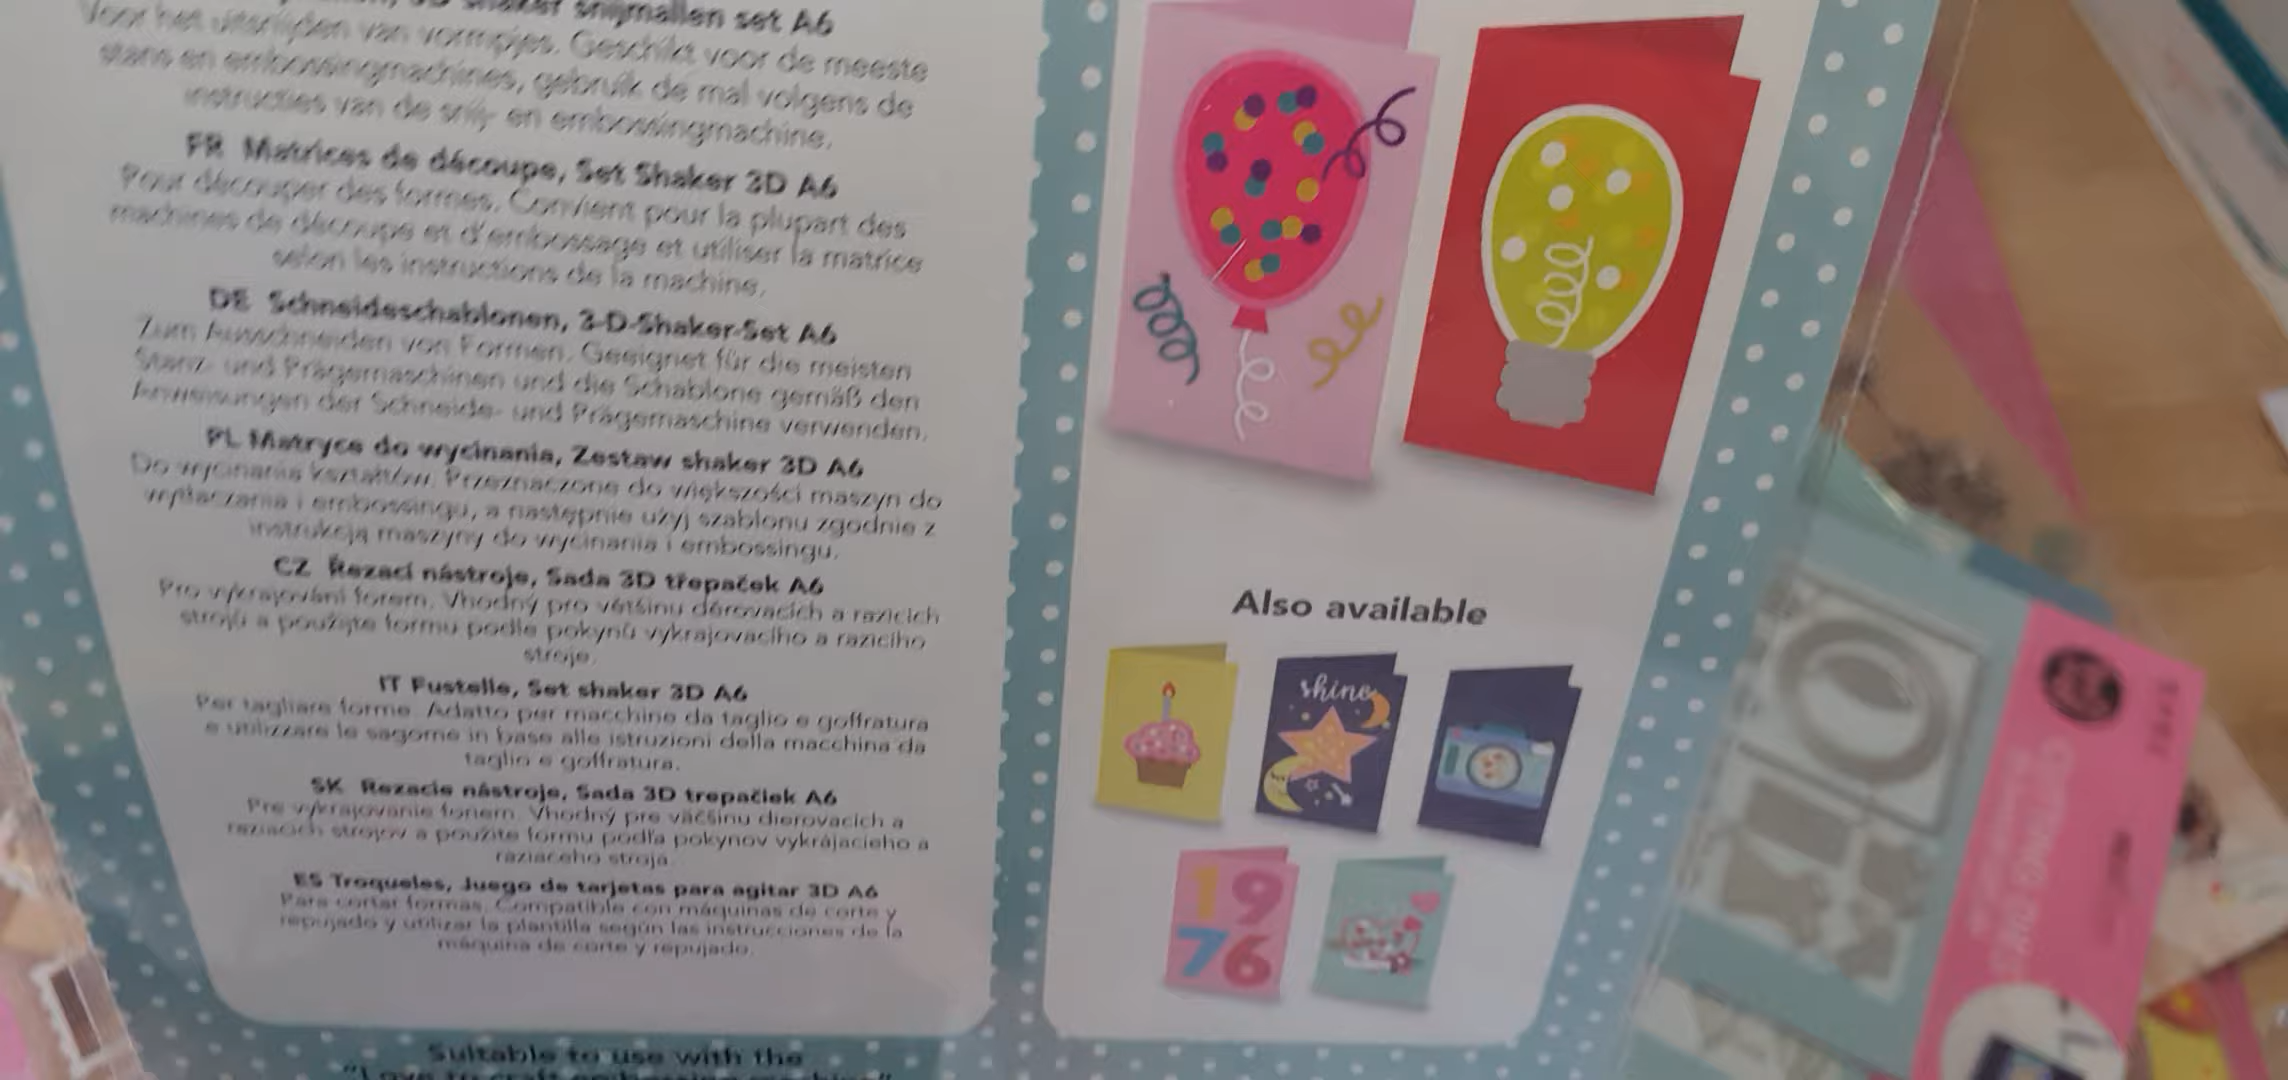 snijmallen set A6
Voor het uitsnijden van vormpjes. Geschikt voor de meeste
stans en embossingmachines, gebruik de mal volgens de
instructies van de snij- en embossingmachine.
FR Matrices de découpe, Set Shaker 3D A6
Pour découper des formes. Convient pour la plupart des
machines de découpe et d'embossage et utiliser la matrice
selon les instructions de la machine.
DE Schneideschablonen, 3-D-Shaker-Set A6
Zum Ausschneiden von Formen. Geeignet für die meisten
Stanz- und Prägemaschinen und die Schablone gemäß den
Anweisungen der Schneide- und Prägemaschine verwenden.
PL Matryce do wycinania, Zestaw shaker 3D A6
Do wycinania kształtów. Przeznaczone do większości maszyn do
wytłaczania i embossingu, a następnie użyj szablonu zgodnie z
instrukcją maszyny do wycinania i embossingu.
CZ Řezací nástroje, Sada 3D třepaček A6
Pro vykrajování forem. Vhodný pro většinu děrovacích a razicích
strojů a použijte formu podle pokynů vykrajovacího a razicího
stroje.
IT Fustelle, Set shaker 3D A6
Per tagliare forme. Adatto per macchine da taglio e goffratura
e utilizzare le sagome in base alle istruzioni della macchina da
taglio e goffratura.
SK Rezacie nástroje, Sada 3D trepačiek A6
Pre vykrajovanie foriem. Vhodný pre väčšinu dierovacích a
raziacich strojov a použite formu podľa pokynov vykrájacieho a
raziaceho stroja.
ES Troqueles, Juego de tarjetas para agitar 3D A6
Para cortar formas. Compatible con máquinas de corte y
repujado y utilizar la plantilla según las instrucciones de la
máquina de corte y repujado.
Suitable to use with the
"Love to craft embossing machine"
Also available
shine
19
76